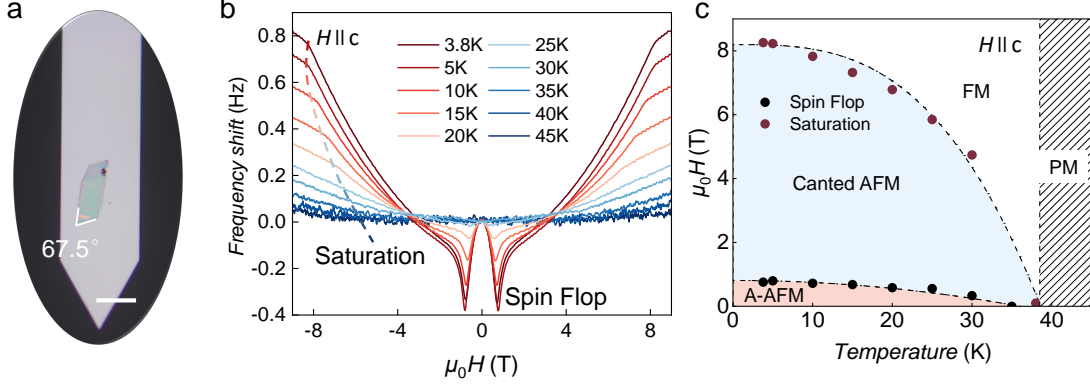 a
67.5°
b
H || c
3.8K
5K
10K
15K
20K
25K
30K
35K
40K
45K
Saturation
Spin Flop
Frequency shift (Hz)
0.8
0.6
0.4
0.2
0.0
-0.2
-0.4
-8
-4
0
4
8
μ₀H (T)
c
H || c
FM
Spin Flop
Saturation
Canted AFM
A-AFM
PM
μ₀H (T)
8
6
4
2
0
0
10
20
30
40
Temperature (K)